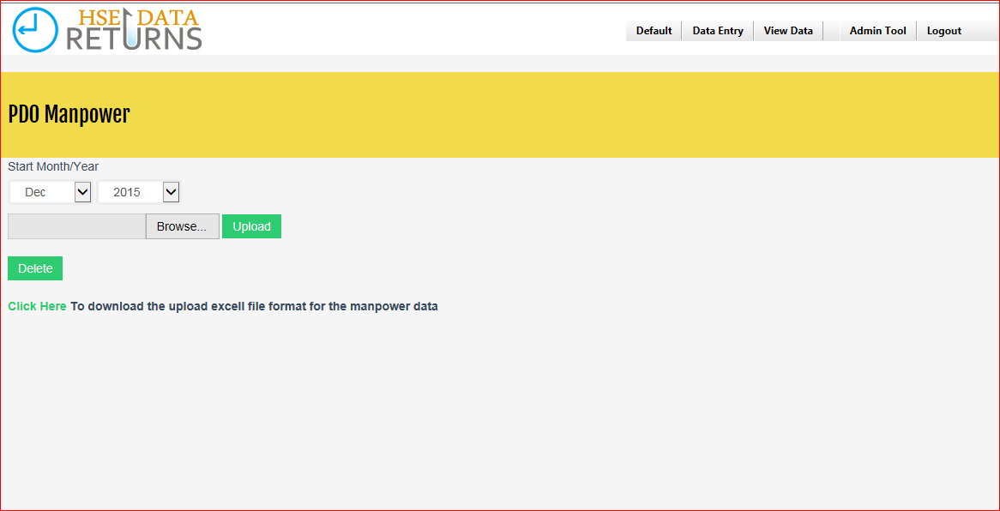 HSE DATA
RETURNS
Default Data Entry View Data Admin Tool Logout
PDO Manpower
Start Month/Year
Dec 2015
Browse... Upload
Delete
Click Here To download the upload excell file format for the manpower data